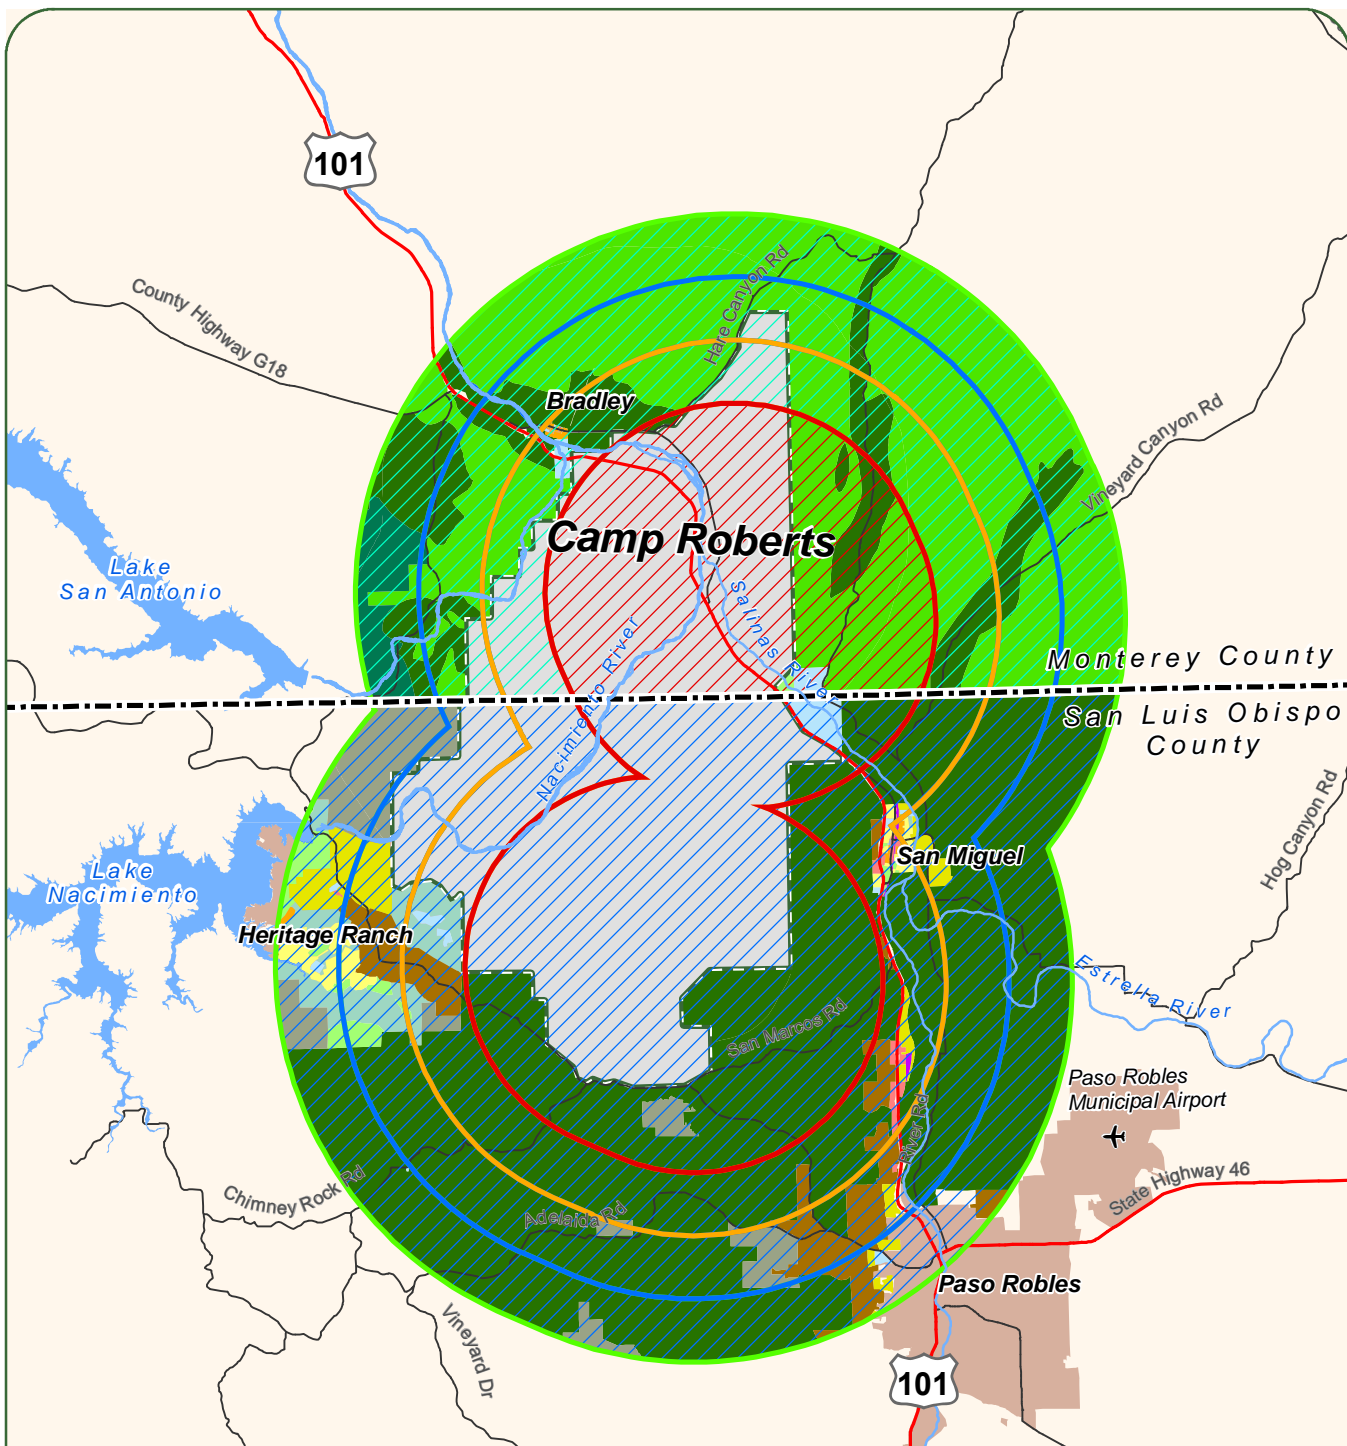 101
Hare Canyon Rd
County Highway G18
Bradley
Vineyard Canyon Rd
Camp Roberts
Lake
San Antonio
Salinas River
Nacimiento River
Monterey County
San Luis Obispo
County
Hog Canyon Rd
San Miguel
Lake
Nacimiento
Heritage Ranch
Estrella River
San Marcos Rd
Paso Robles
Municipal Airport
River Rd
State Highway 46
Chimney Rock Rd
Adelaida Rd
Paso Robles
Vineyard Dr
101